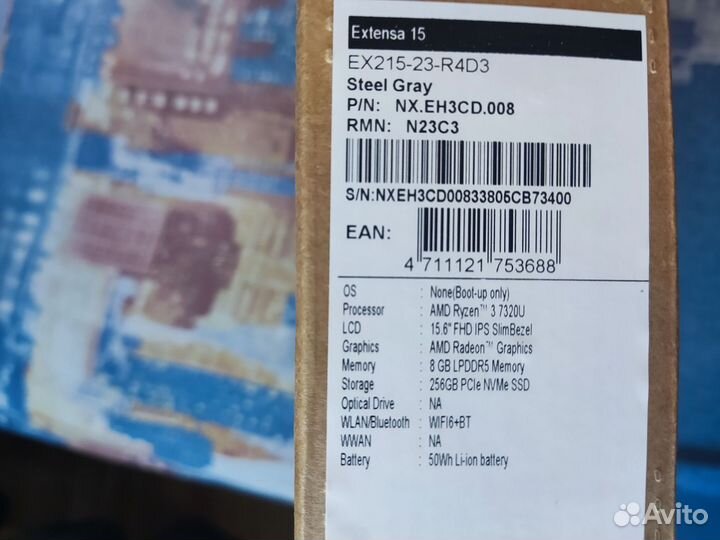 Extensa 15
EX215-23-R4D3
Steel Gray
P/N: NX.EH3CD.008
RMN: N23C3
S/N:NXEH3CD00833805CB73400
EAN:
4 711121 753688
OS : None(Boot-up only)
Processor : AMD Ryzen™ 3 7320U
LCD : 15.6" FHD IPS SlimBezel
Graphics : AMD Radeon™ Graphics
Memory : 8 GB LPDDR5 Memory
Storage : 256GB PCIe NVMe SSD
Optical Drive : NA
WLAN/Bluetooth : WIFI6+BT
WWAN : NA
Battery : 50Wh Li-ion battery
Avito